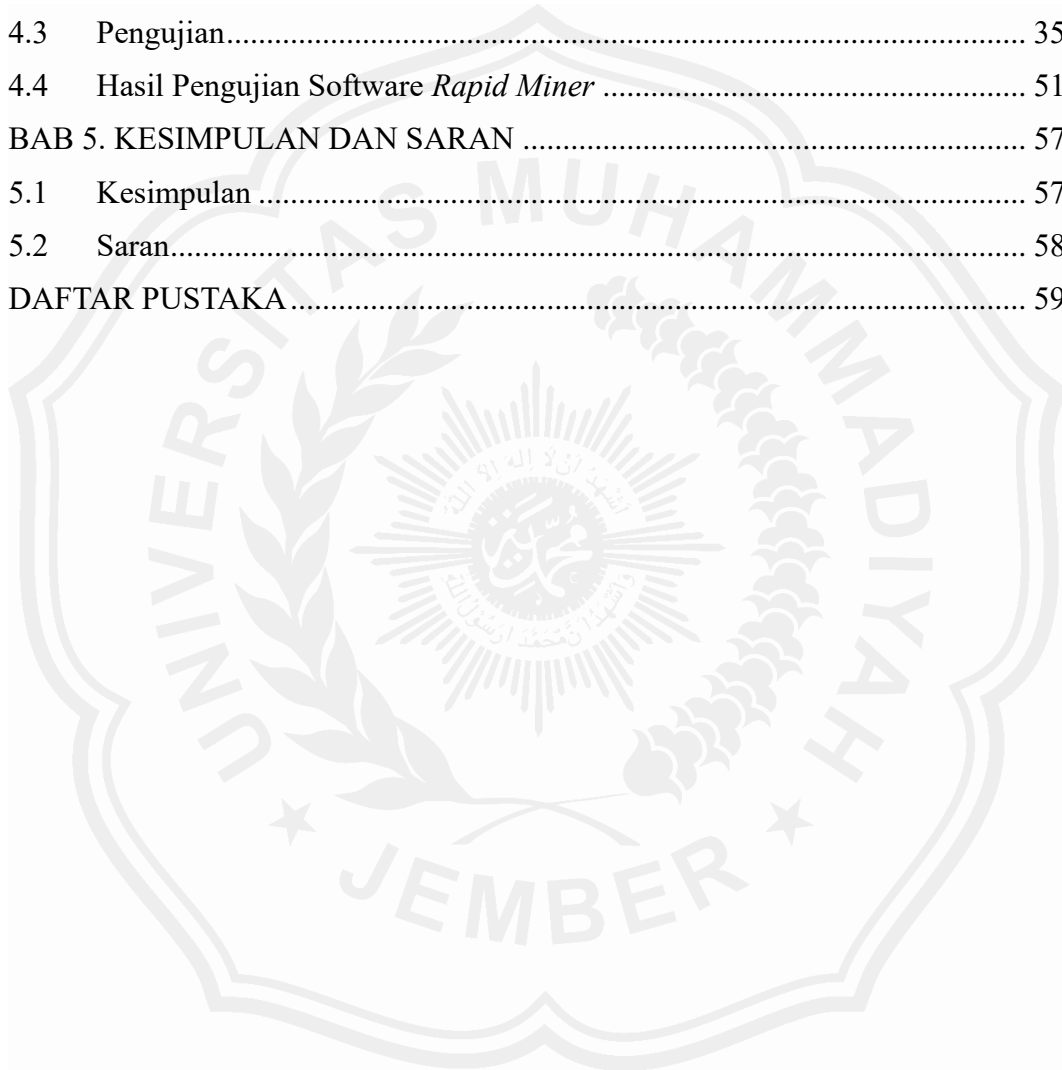 4.3 Pengujian.................................................................................................... 35
4.4 Hasil Pengujian Software Rapid Miner .................................................... 51
BAB 5. KESIMPULAN DAN SARAN ................................................................ 57
5.1 Kesimpulan ................................................................................................ 57
5.2 Saran........................................................................................................... 58
DAFTAR PUSTAKA............................................................................................ 59
UNIVERSITAS MUHAMMADIYAH
JEMBER